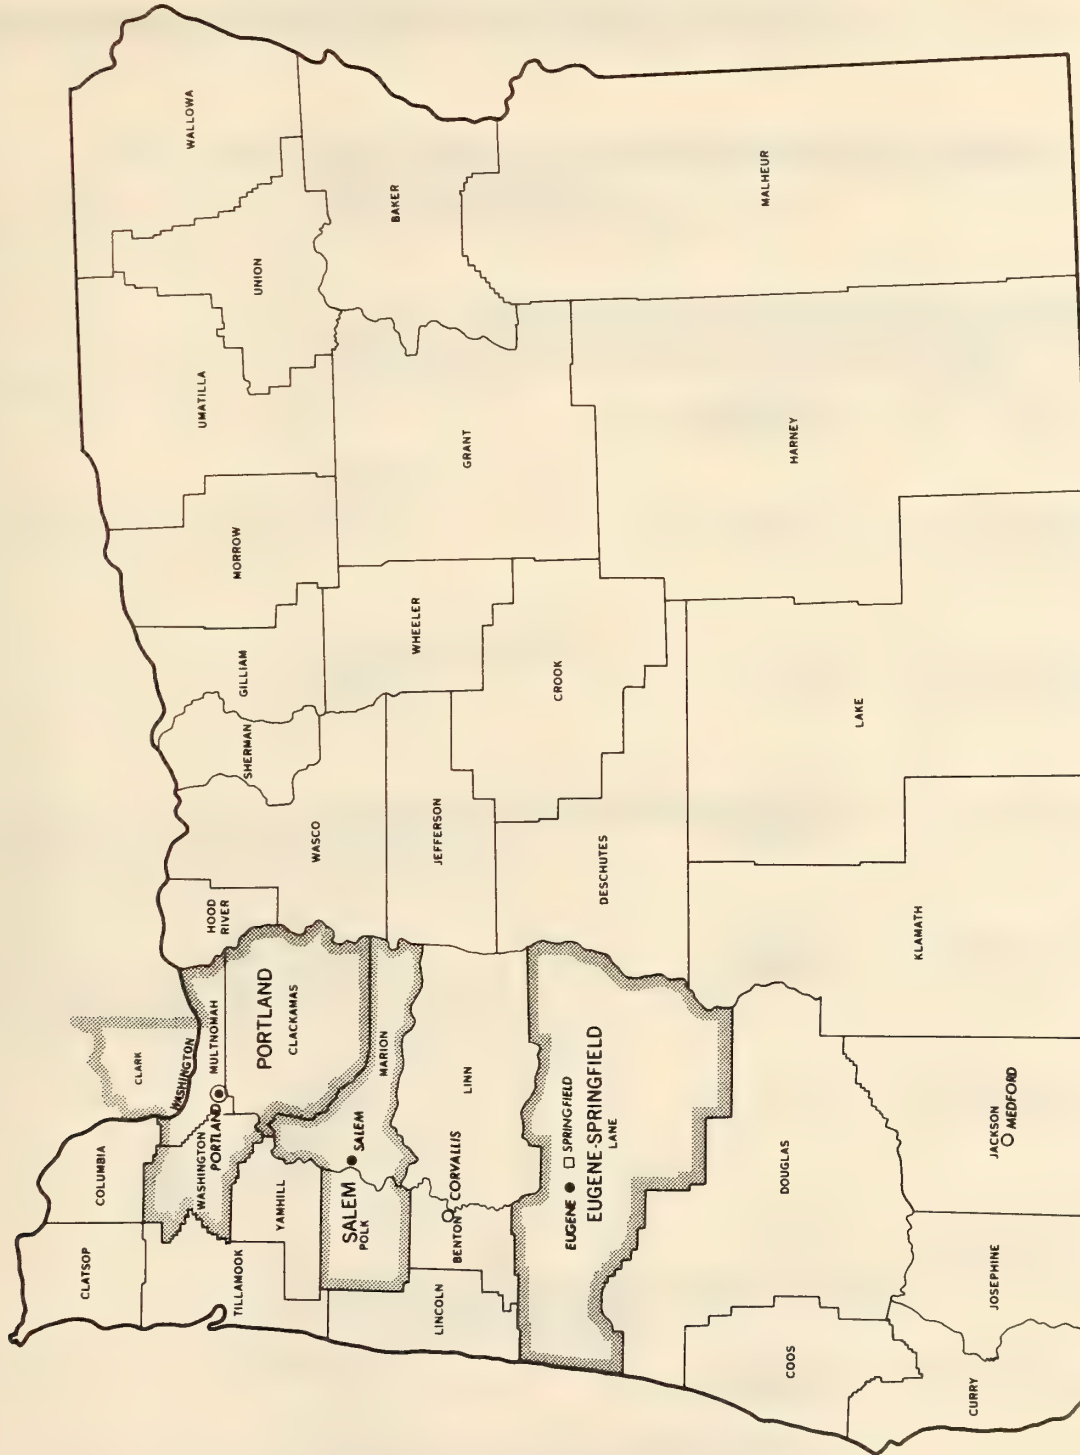 CLATSOP
COLUMBIA
CLARK
WASHINGTON
TILLAMOOK
WASHINGTON
PORTLAND
MULTNOMAH
HOOD
RIVER
PORTLAND
CLACKAMAS
YAMHILL
SALEM
POLK
SALEM
MARION
WASCO
SHERMAN
GILLIAM
MORROW
UMATILLA
UNION
WALLOWA
LINCOLN
BENTON
CORVALLIS
LINN
JEFFERSON
WHEELER
GRANT
BAKER
EUGENE
SPRINGFIELD
EUGENE-SPRINGFIELD
LANE
DESCHUTES
CROOK
COOS
DOUGLAS
KLAMATH
LAKE
HARNEY
MALHEUR
CURRY
JOSEPHINE
JACKSON
MEDFORD